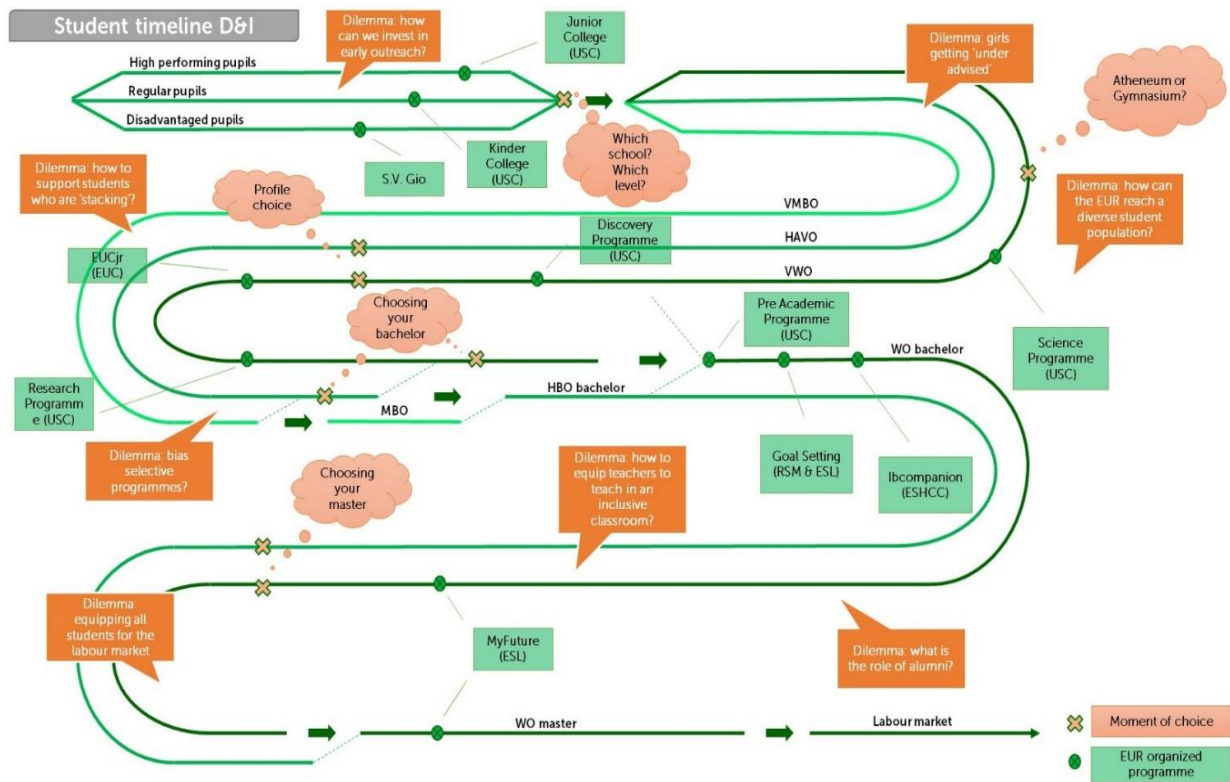 Student timeline D&I
Dilemma: how
can we invest in
early outreach?
Junior
College
(USC)
Dilemma: girls
getting 'under
advised'
Atheneum or
Gymnasium?
High performing pupils
Regular pupils
Disadvantaged pupils
S.V. Gio
Kinder
College
(USC)
Which
school?
Which
level?
Dilemma: how to
support students
who are 'stacking'?
Profile
choice
VMBO
Dilemma: how can
the EUR reach a
diverse student
population?
Discovery
Programme
(USC)
HAVO
EUCjr
(EUC)
VWO
Choosing
your
bachelor
Pre Academic
Programme
(USC)
WO bachelor
Science
Programme
(USC)
Research
Programm
e (USC)
HBO bachelor
MBO
Dilemma: bias
selective
programmes?
Choosing
your
master
Dilemma: how to
equip teachers to
teach in an
inclusive
classroom?
Goal Setting
(RSM & ESL)
Ibcompanion
(ESHCC)
Dilemma:
equipping all
students for the
labour market
MyFuture
(ESL)
Dilemma: what is
the role of alumni?
WO master
Labour market
Moment of choice
EUR organized
programme